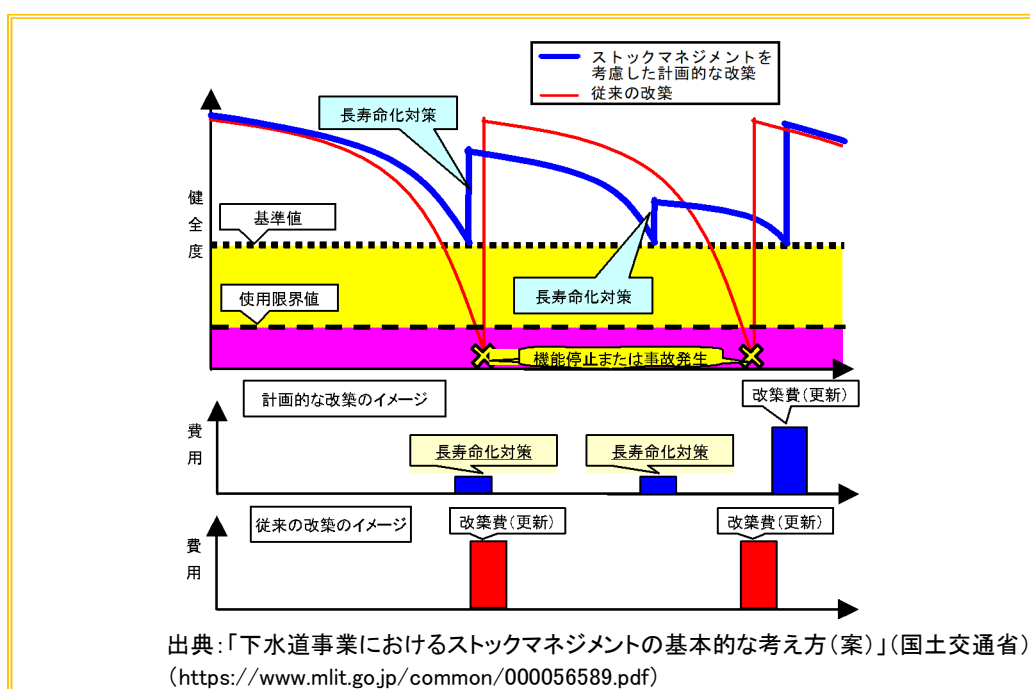 ストックマネジメントを
考慮した計画的な改築
従来の改築
長寿命化対策
健全度
基準値
使用限界値
長寿命化対策
機能停止または事故発生
計画的な改築のイメージ
改築費(更新)
費用
長寿命化対策
長寿命化対策
従来の改築のイメージ
改築費(更新)
改築費(更新)
費用
出典:「下水道事業におけるストックマネジメントの基本的な考え方(案)」(国土交通省)
(https://www.mlit.go.jp/common/000056589.pdf)